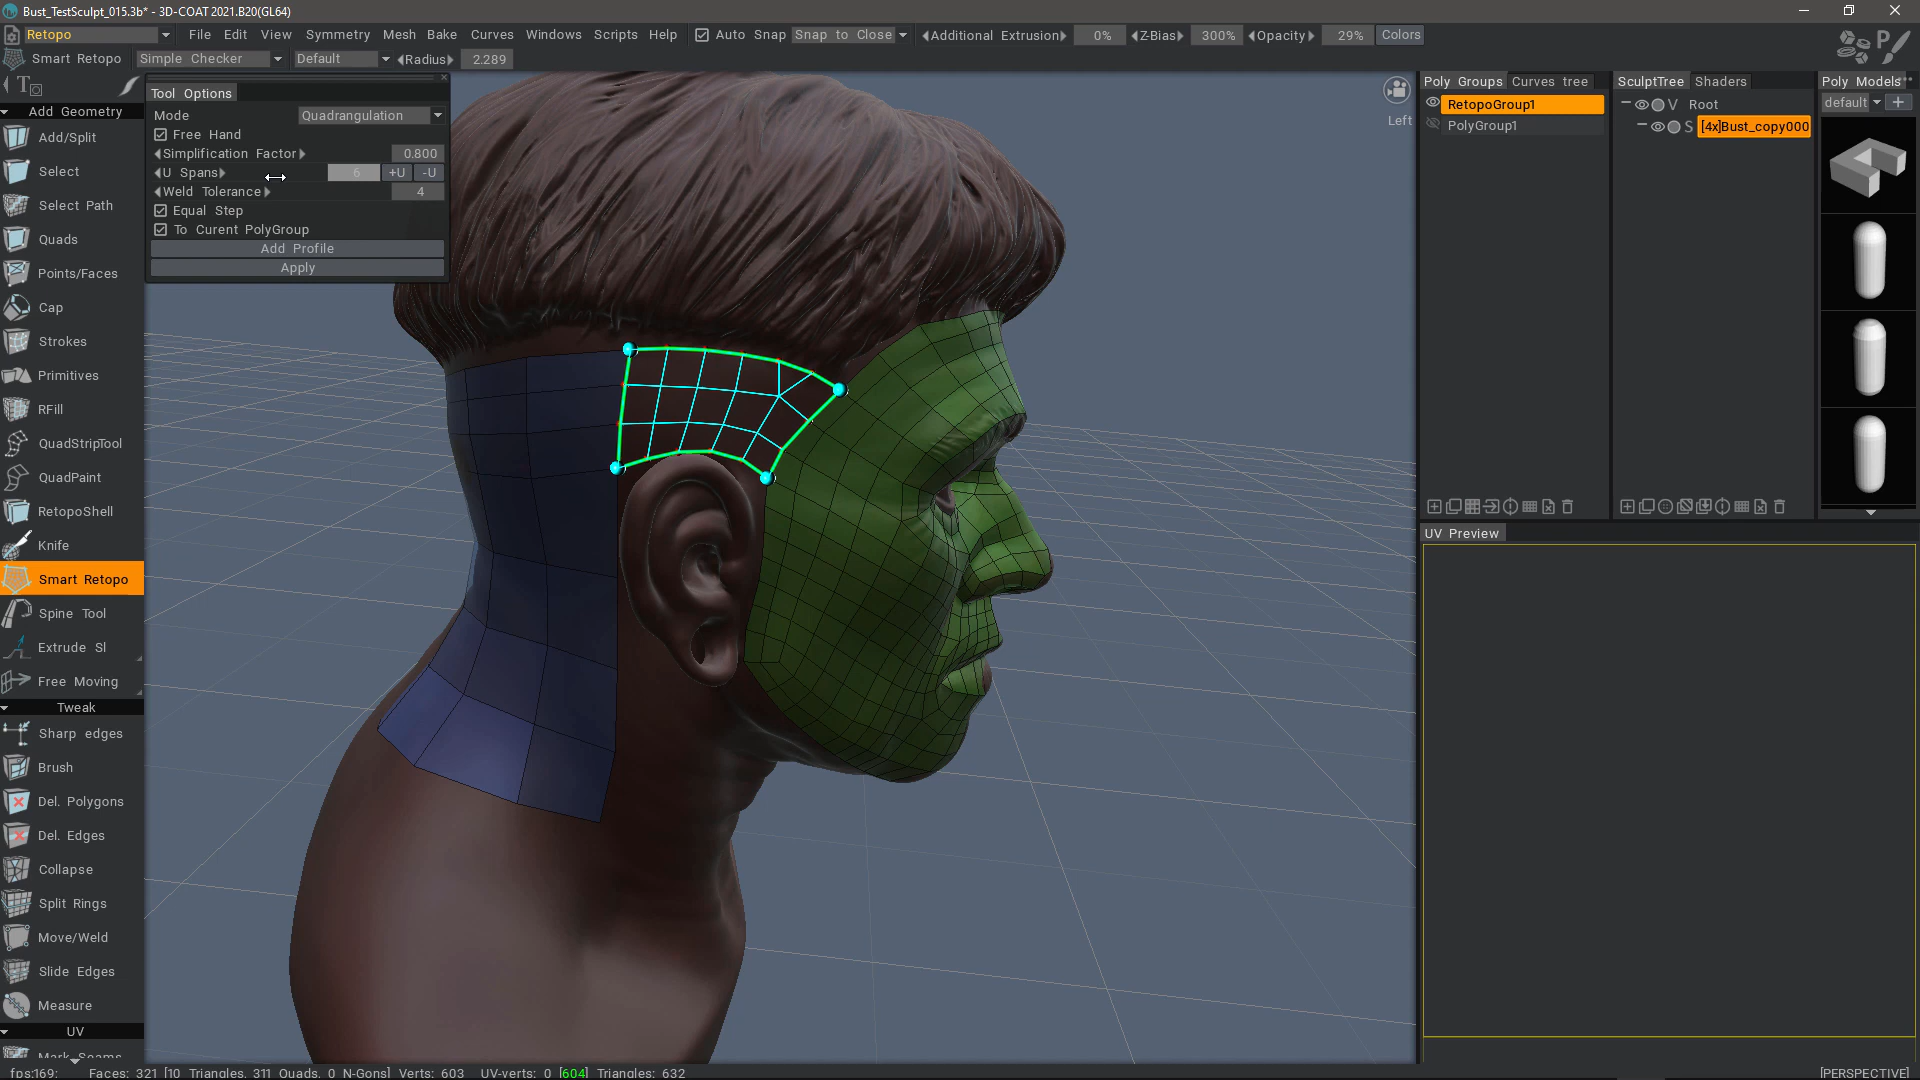 Bust_TestSculpt_015.3b* - 3D-COAT 2021.B20(GL64)
Retopo File Edit View Symmetry Mesh Bake Curves Windows Scripts Help Auto Snap Snap to Close Additional Extrusion 0% Z-Bias 300% Opacity 29% Colors
Smart Retopo Simple Checker Default Radius 2.289
Add Geometry
Add/Split
Select
Select Path
Quads
Points/Faces
Cap
Strokes
Primitives
RFill
QuadStripTool
QuadPaint
RetopoShell
Knife
Smart Retopo
Spine Tool
Extrude Sl
Free Moving
Tweak
Sharp edges
Brush
Del. Polygons
Del. Edges
Collapse
Split Rings
Move/Weld
Slide Edges
Measure
UV
Mark Seams
Tool Options
Mode Quadrangulation
Free Hand
Simplification Factor 0.800
U Spans 6 +U -U
Weld Tolerance 4
Equal Step
To Curent PolyGroup
Add Profile
Apply
Left
Poly Groups Curves tree
RetopoGroup1
PolyGroup1
SculptTree Shaders
V Root
S [4x]Bust_copy000
Poly Models
default
UV Preview
fps:169; Faces: 321 [10 Triangles, 311 Quads, 0 N-Gons] Verts: 603 UV-verts: 0 [604] Triangles: 632
[PERSPECTIVE]